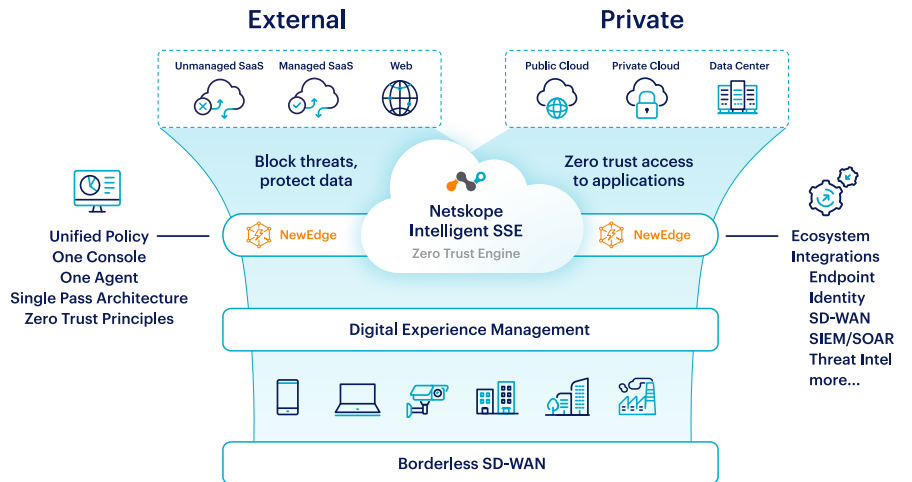 External
Private
Unmanaged SaaS
Managed SaaS
Web
Public Cloud
Private Cloud
Data Center
Block threats,
protect data
Zero trust access
to applications
Netskope
Intelligent SSE
Zero Trust Engine
NewEdge
NewEdge
Unified Policy
One Console
One Agent
Single Pass Architecture
Zero Trust Principles
Ecosystem
Integrations
Endpoint
Identity
SD-WAN
SIEM/SOAR
Threat Intel
more...
Digital Experience Management
Borderless SD-WAN